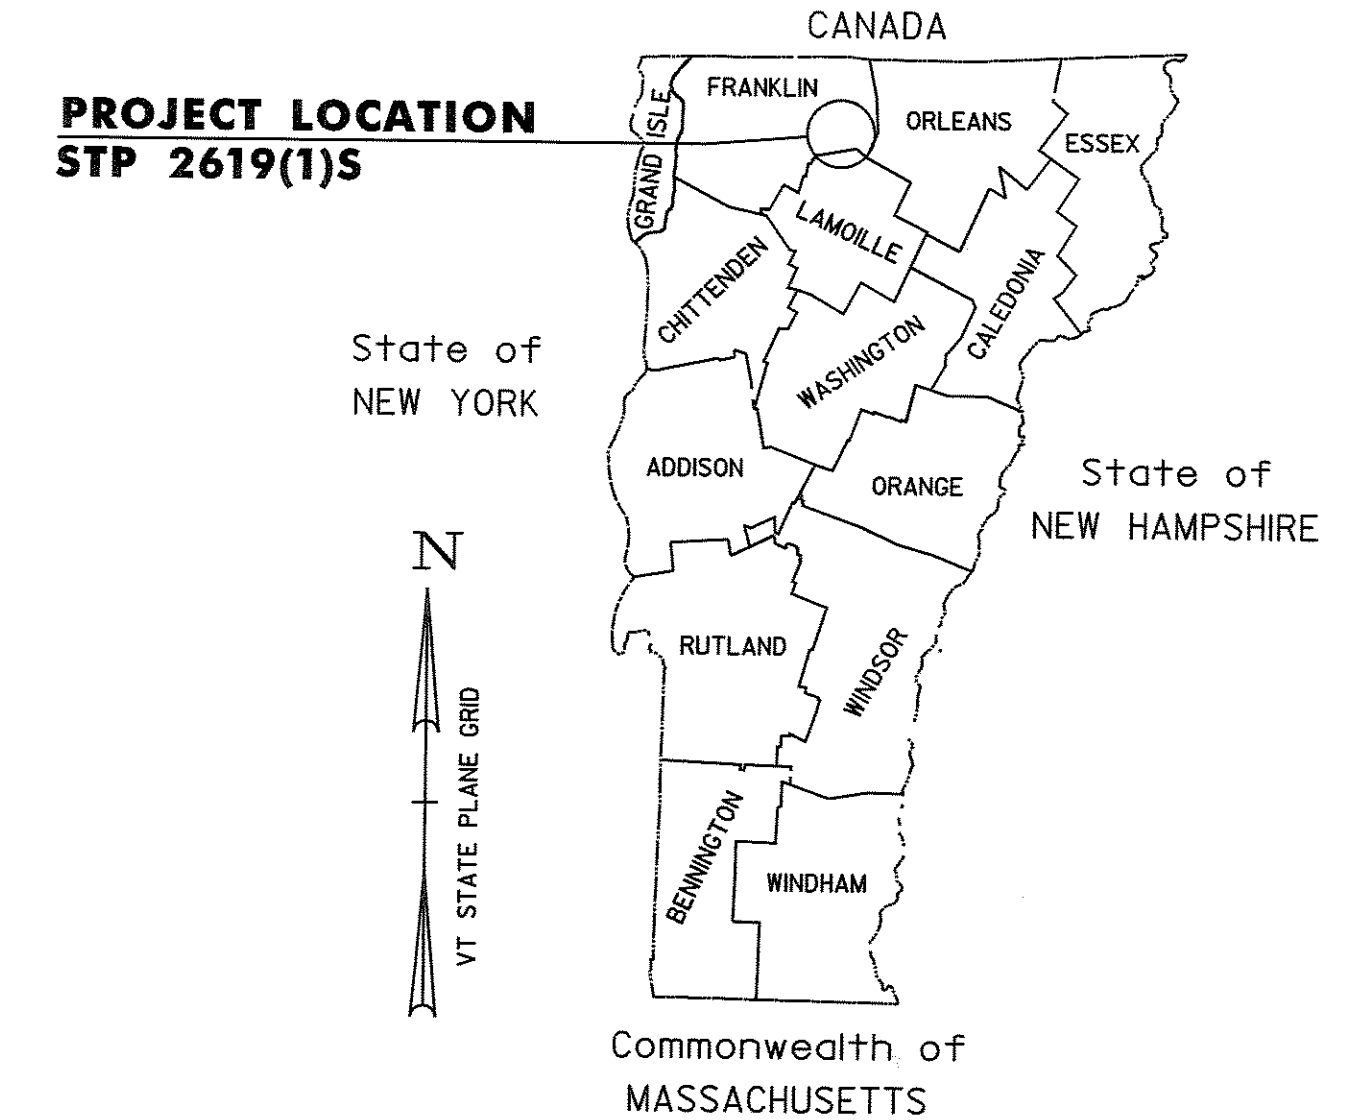 CANADA
PROJECT LOCATION
STP 2619(1)S
GRAND ISLE
FRANKLIN
ORLEANS
ESSEX
LAMOILLE
CHITTENDEN
CALEDONIA
WASHINGTON
State of
NEW YORK
ADDISON
ORANGE
State of
NEW HAMPSHIRE
N
VT STATE PLANE GRID
RUTLAND
WINDSOR
BENNINGTON
WINDHAM
Commonwealth of
MASSACHUSETTS